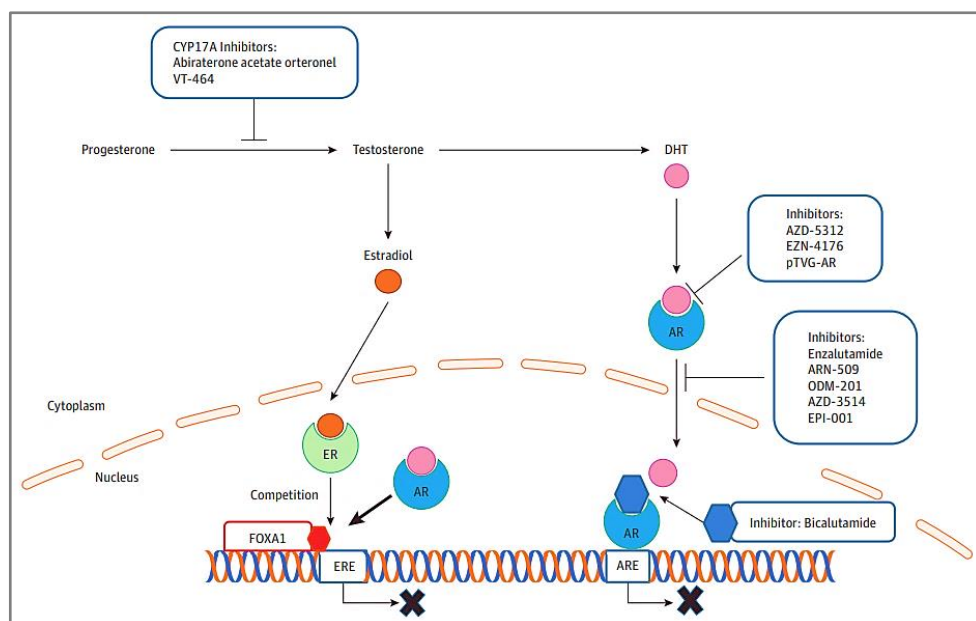 CYP17A Inhibitors:
Abiraterone acetate orteronel
VT-464
Progesterone
Testosterone
DHT
Inhibitors:
AZD-5312
EZN-4176
pTVG-AR
Estradiol
AR
Inhibitors:
Enzalutamide
ARN-509
ODM-201
AZD-3514
EPI-001
Cytoplasm
ER
Nucleus
Competition
AR
AR
Inhibitor: Bicalutamide
FOXA1
ERE
ARE